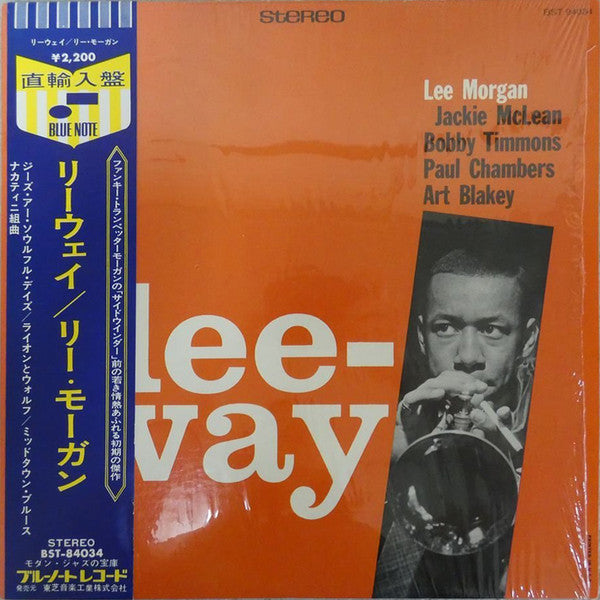 リーウェイ／リー・モーガン
¥2,200
直輸入盤
BLUE NOTE
ファンキー・トランペッターモーガンの「サイドワインダー」前の若き情熱あふれる初期の傑作
リーウェイ／リー・モーガン
ジーズ・アー・ソウルフル・デイズ／ライオンとウォルフ／ミッドタウン・ブルース
ナカティニ組曲
STEREO
BST-84034
モダン・ジャズの宝庫
ブルーノートレコード
発売元 東芝音楽工業株式会社
STEREO
BST-84034
Lee Morgan
Jackie McLean
Bobby Timmons
Paul Chambers
Art Blakey
lee-
way